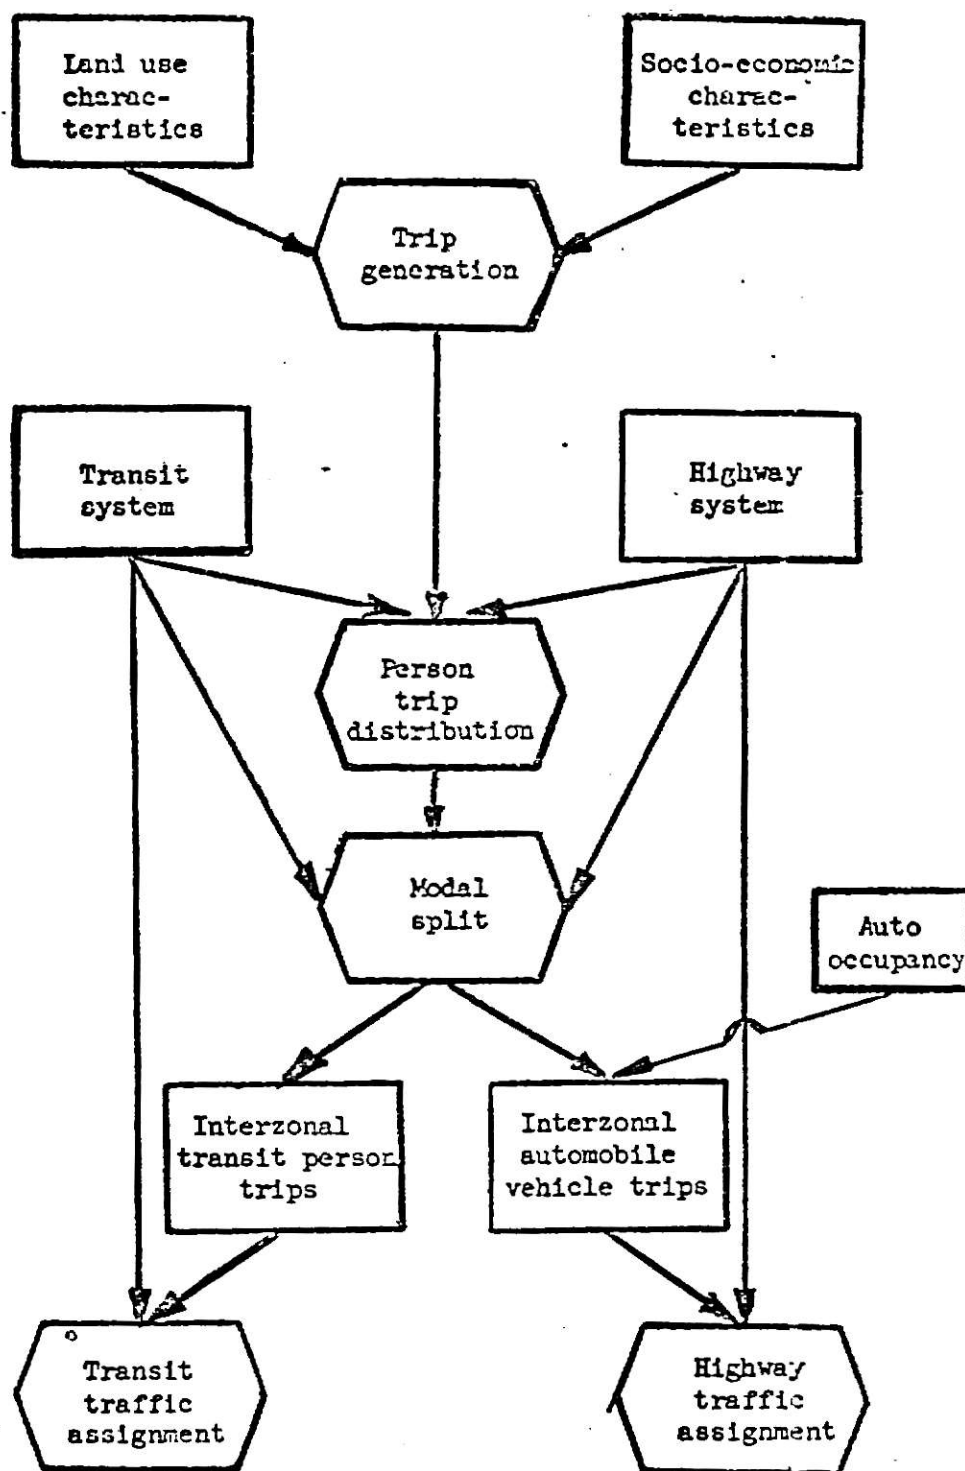 Land use
charac-
teristics
Socio-economic
charac-
teristics
Trip
generation
Transit
system
Highway
system
Person
trip
distribution
Modal
split
Auto
occupancy
Interzonal
transit person
trips
Interzonal
automobile
vehicle trips
Transit
traffic
assignment
Highway
traffic
assignment